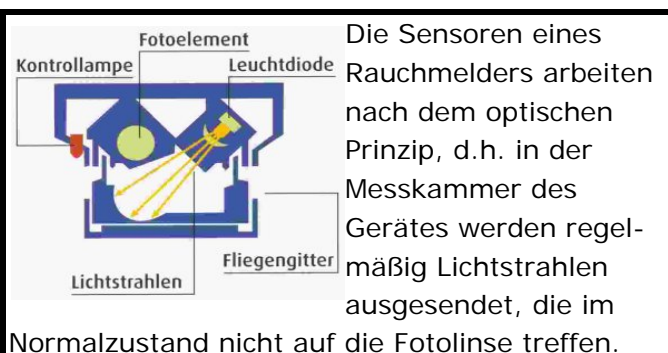 Fotoelement
Kontrollampe
Leuchtdiode
Fliegengitter
Lichtstrahlen
Die Sensoren eines
Rauchmelders arbeiten
nach dem optischen
Prinzip, d.h. in der
Messkammer des
Gerätes werden regel-
mäßig Lichtstrahlen
ausgesendet, die im
Normalzustand nicht auf die Fotolinse treffen.